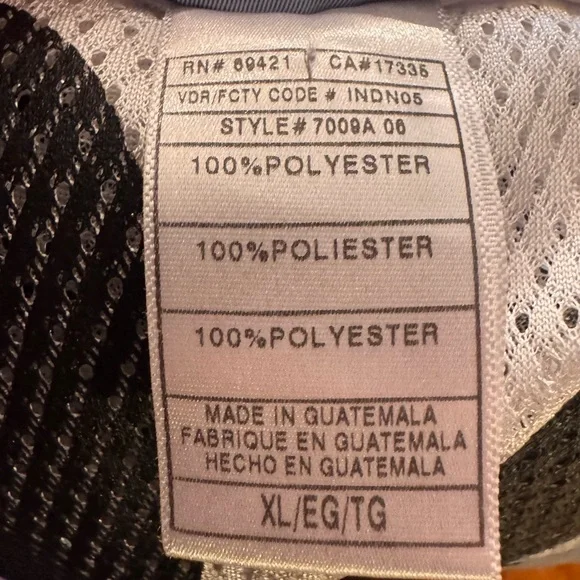 RN# 69421 CA#17335
VDR/FCTY CODE # INDN05
STYLE# 7009A 06
100%POLYESTER
100%POLIESTER
100%POLYESTER
MADE IN GUATEMALA
FABRIQUE EN GUATEMALA
HECHO EN GUATEMALA
XL/EG/TG